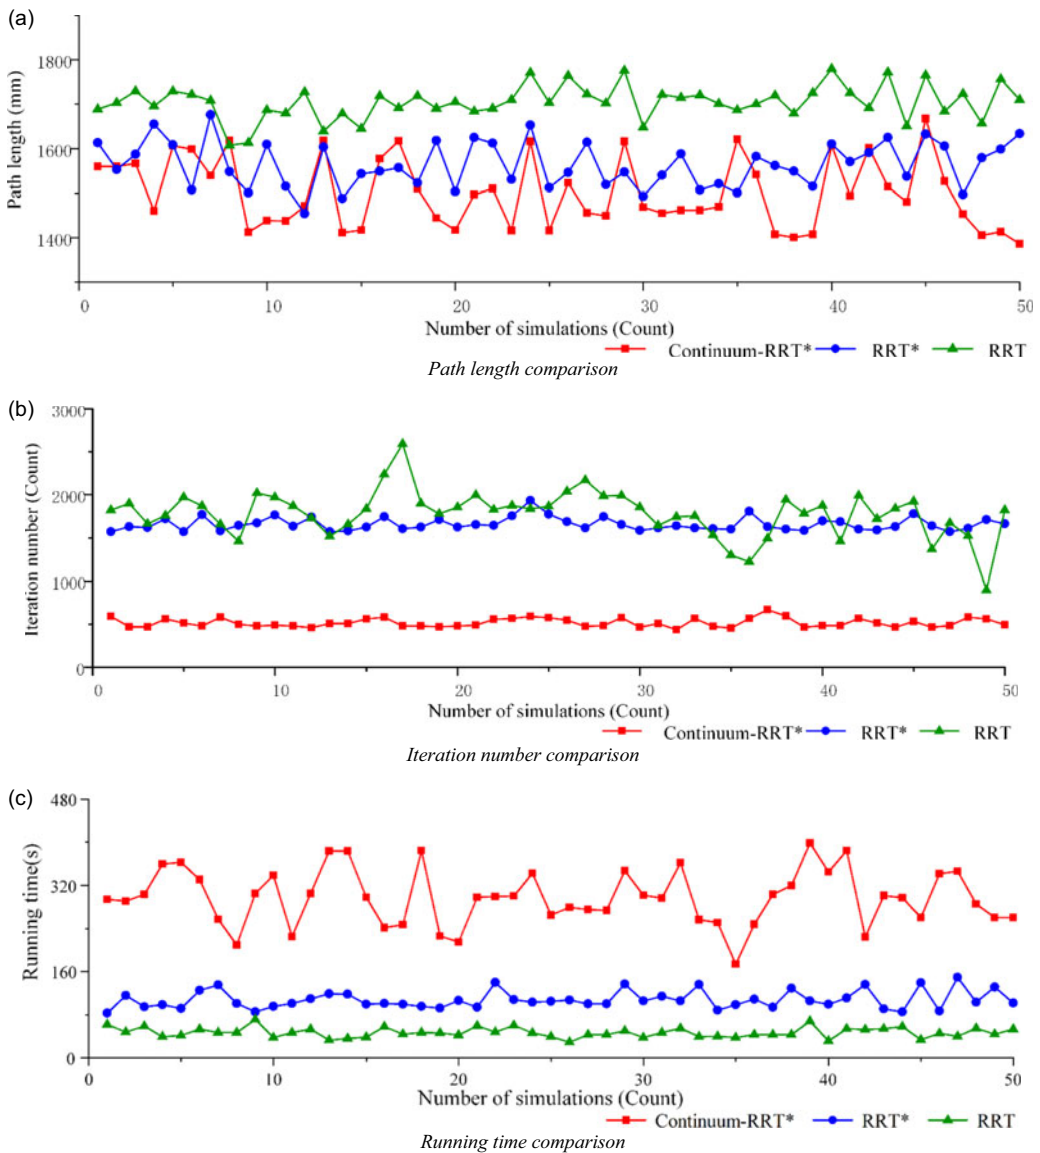 (a)
Path length (mm)
1800
1600
1400
0 10 20 30 40 50
Number of simulations (Count)
Continuum-RRT* RRT* RRT
Path length comparison
(b)
Iteration number (Count)
3000
2000
1000
0
0 10 20 30 40 50
Number of simulations (Count)
Continuum-RRT* RRT* RRT
Iteration number comparison
(c)
Running time(s)
480
320
160
0
0 10 20 30 40 50
Number of simulations (Count)
Continuum-RRT* RRT* RRT
Running time comparison